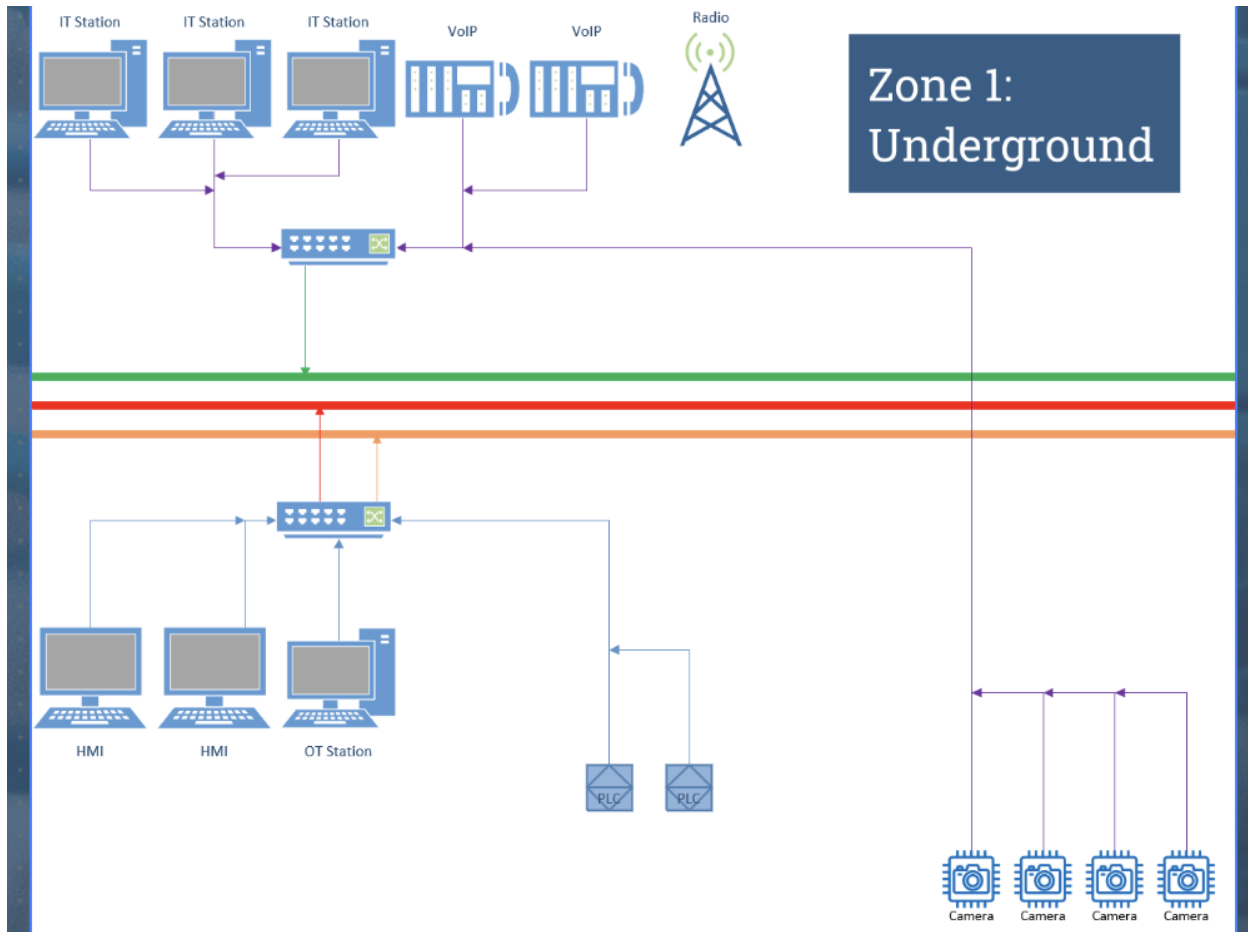 IT Station
IT Station
IT Station
VoIP
VoIP
Radio
Zone 1:
Underground
HMI
HMI
OT Station
PLC
PLC
Camera
Camera
Camera
Camera